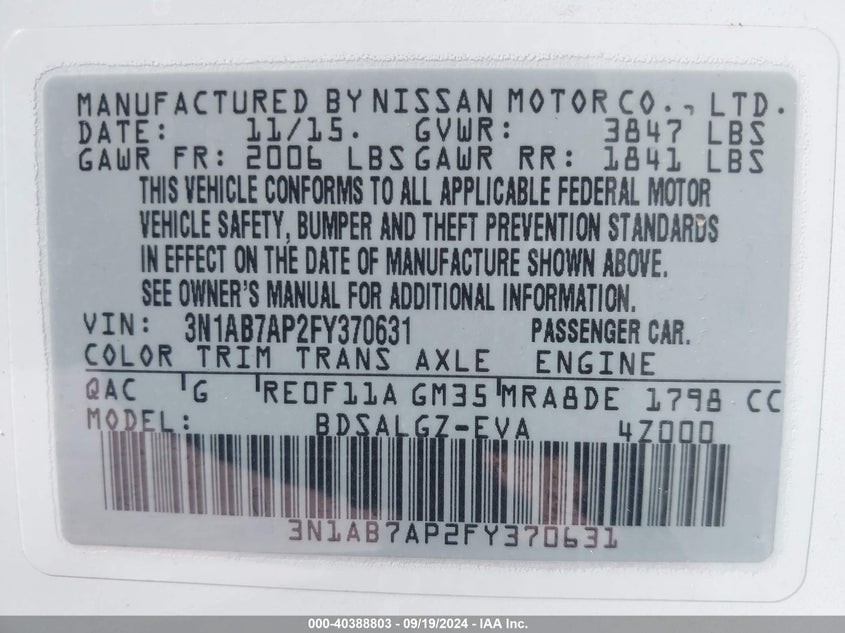 MANUFACTURED BY NISSAN MOTOR CO., LTD.
DATE: 11/15. GVWR: 3847 LBS
GAWR FR: 2006 LBS GAWR RR: 1841 LBS
THIS VEHICLE CONFORMS TO ALL APPLICABLE FEDERAL MOTOR
VEHICLE SAFETY, BUMPER AND THEFT PREVENTION STANDARDS
IN EFFECT ON THE DATE OF MANUFACTURE SHOWN ABOVE.
SEE OWNER'S MANUAL FOR ADDITIONAL INFORMATION.
VIN: 3N1AB7AP2FY370631 PASSENGER CAR.
COLOR TRIM TRANS AXLE ENGINE
QAC G RE0F11A GM35 MRA8DE 1798 CC
MODEL: BDSALGZ-EVA 4Z000
3N1AB7AP2FY370631
000-40388803 - 09/19/2024 - IAA Inc.